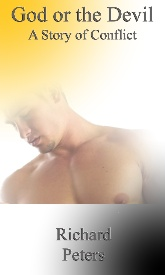 God or the Devil
A Story of Conflict
Richard
Peters